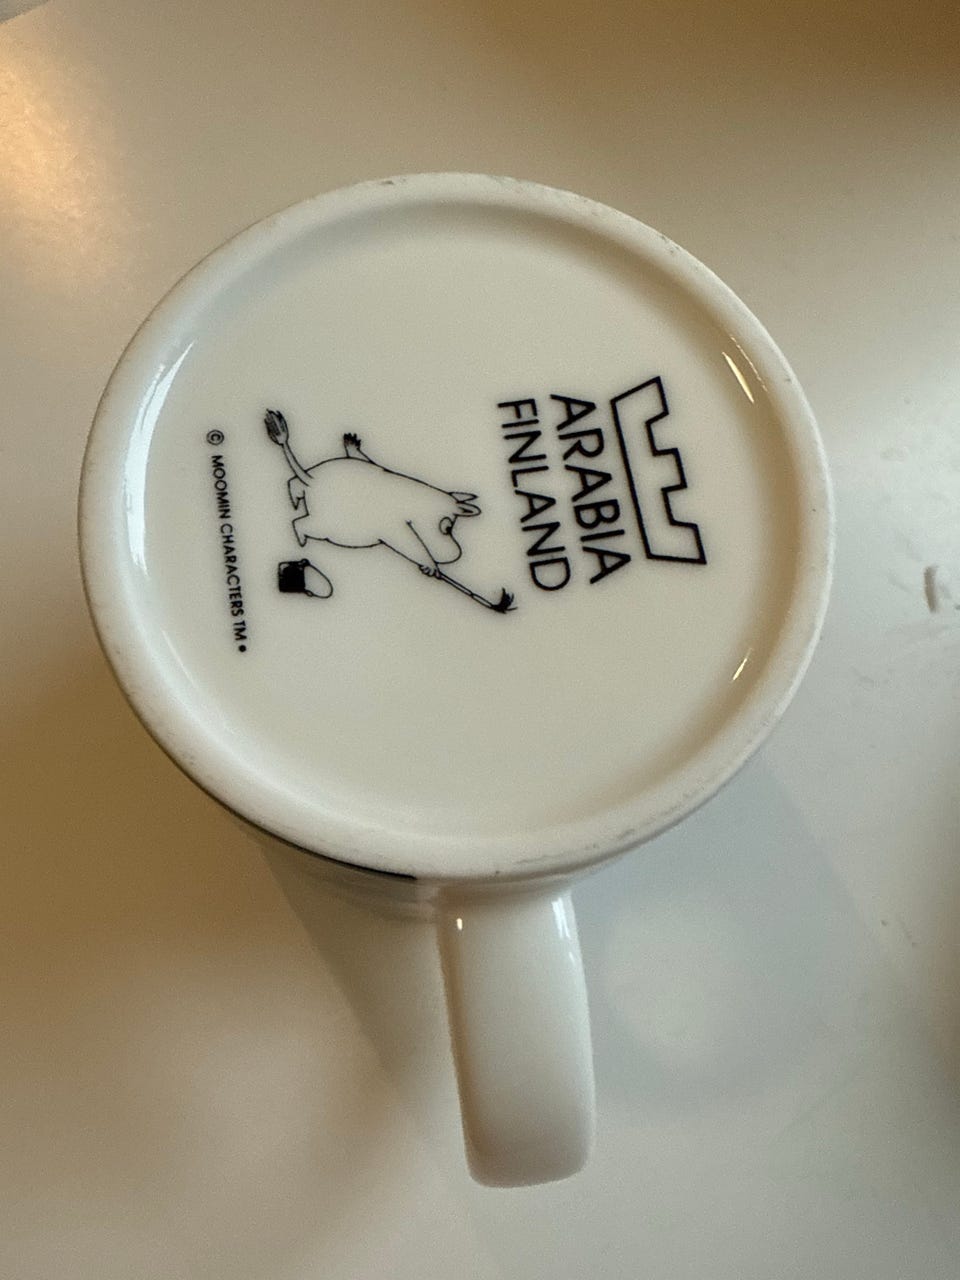 ARABIA
FINLAND
© MOOMIN CHARACTERS TM •